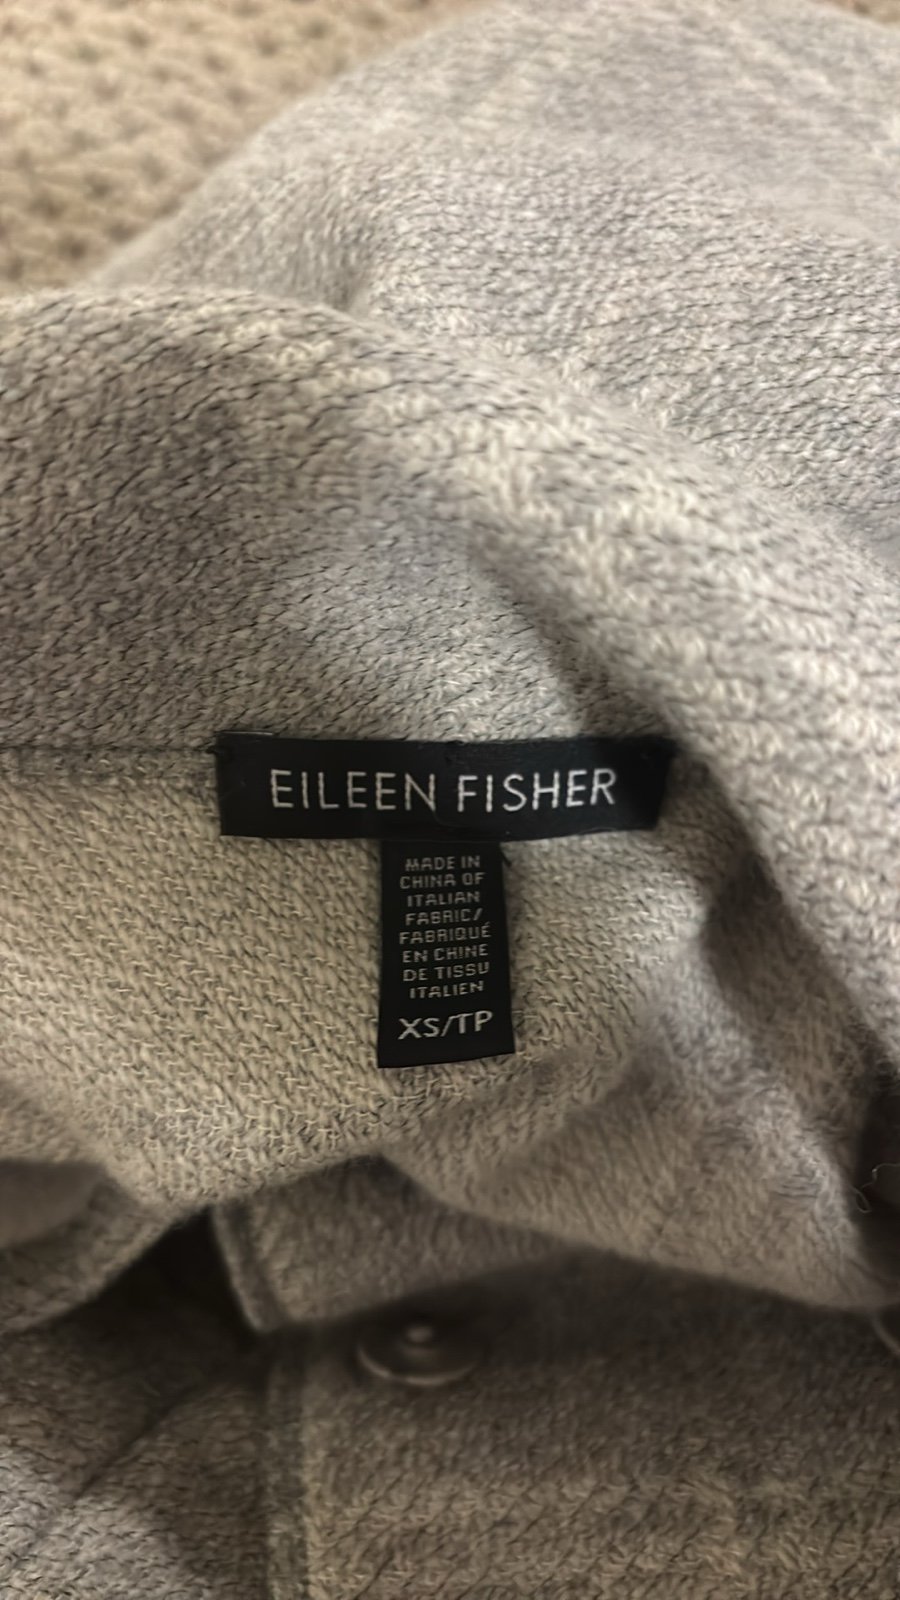 EILEEN FISHER
MADE IN
CHINA OF
ITALIAN
FABRIC/
FABRIQUÉ
EN CHINE
DE TISSU
ITALIEN
XS/TP